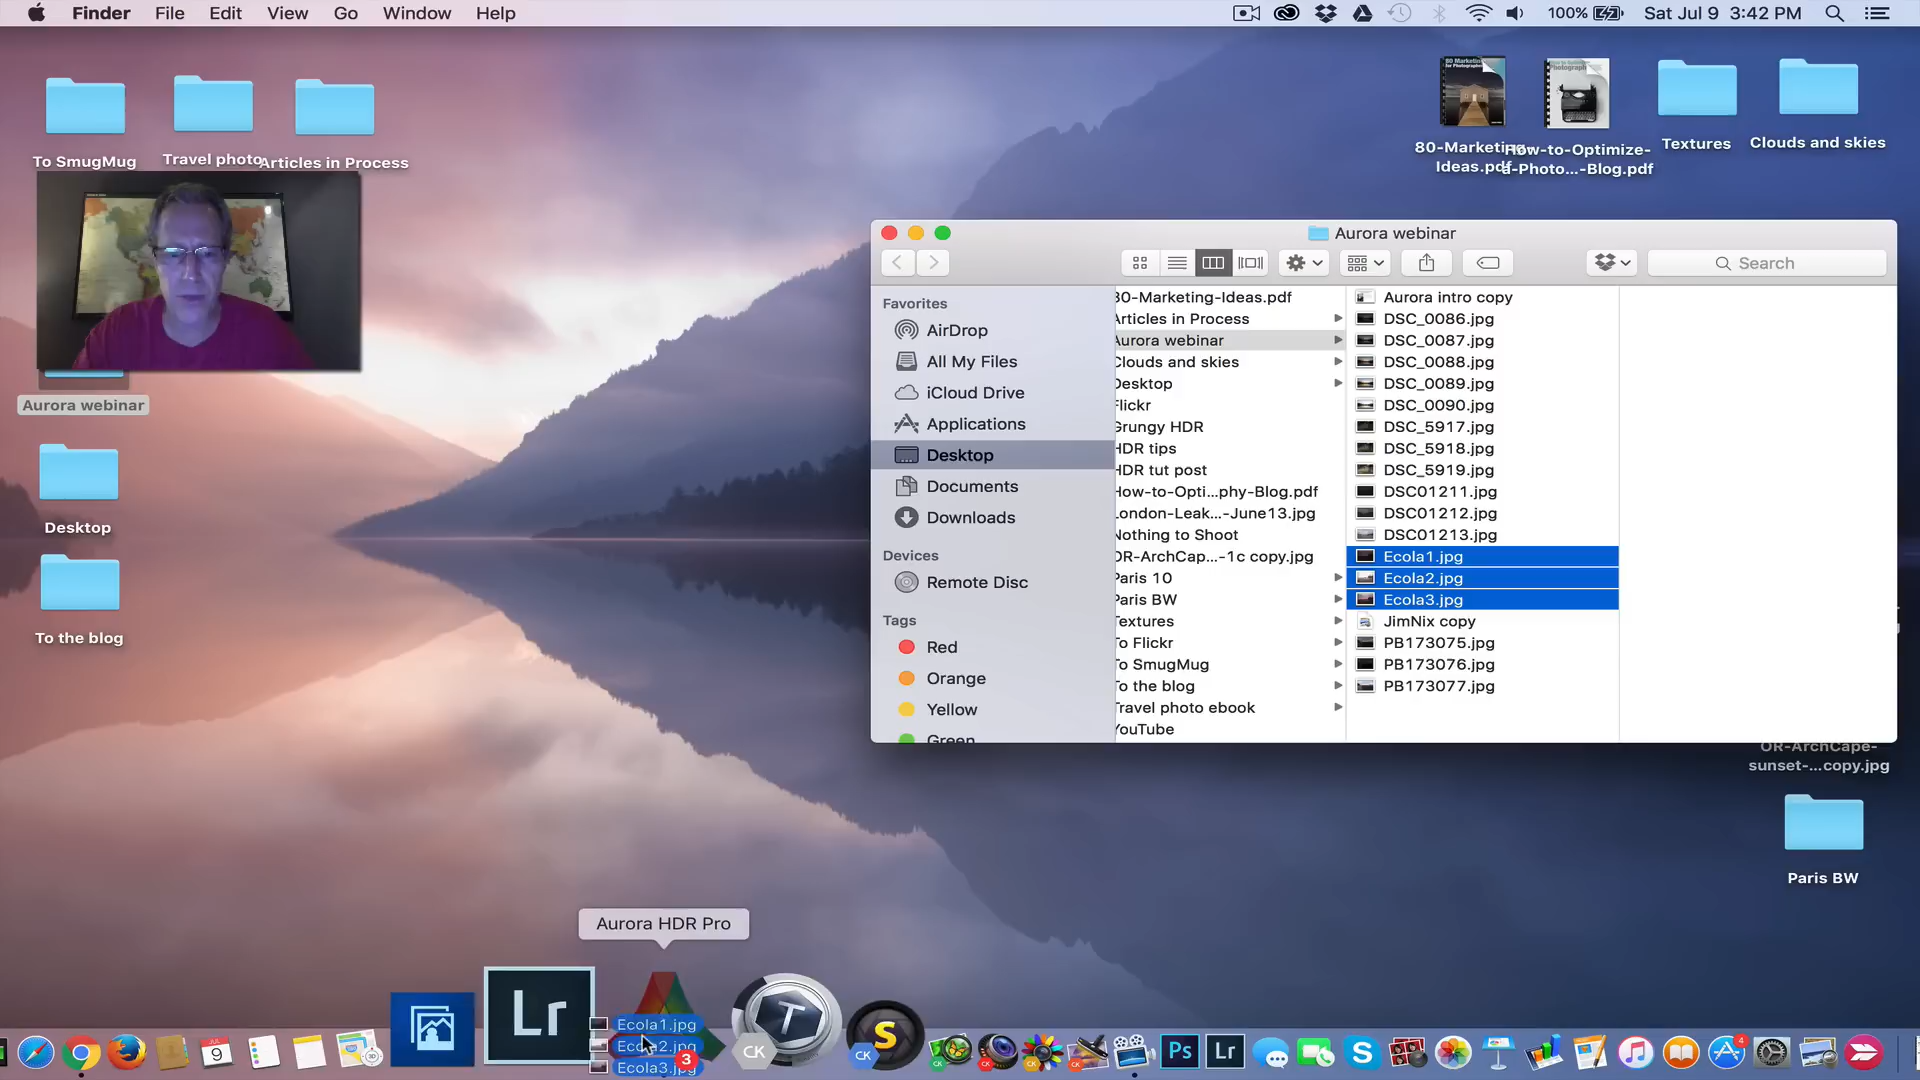 Finder File Edit View Go Window Help
100% Sat Jul 9 3:42 PM
To SmugMug
Travel photo
Articles in Process
80-Marketing-
Ideas.pdf
How-to-Optimize-
a-Photo...-Blog.pdf
Textures
Clouds and skies
Aurora webinar
Desktop
To the blog
Aurora webinar
Search
Favorites
AirDrop
All My Files
iCloud Drive
Applications
Desktop
Documents
Downloads
Devices
Remote Disc
Tags
Red
Orange
Yellow
Green
80-Marketing-Ideas.pdf
Articles in Process
Aurora webinar
Clouds and skies
Desktop
Flickr
Grungy HDR
HDR tips
HDR tut post
How-to-Opti...phy-Blog.pdf
London-Leak...-June13.jpg
Nothing to Shoot
OR-ArchCap...-1c copy.jpg
Paris 10
Paris BW
Textures
To Flickr
To SmugMug
To the blog
Travel photo ebook
YouTube
Aurora intro copy
DSC_0086.jpg
DSC_0087.jpg
DSC_0088.jpg
DSC_0089.jpg
DSC_0090.jpg
DSC_5917.jpg
DSC_5918.jpg
DSC_5919.jpg
DSC01211.jpg
DSC01212.jpg
DSC01213.jpg
Ecola1.jpg
Ecola2.jpg
Ecola3.jpg
JimNix copy
PB173075.jpg
PB173076.jpg
PB173077.jpg
OR-ArchCape-
sunset-...copy.jpg
Paris BW
Aurora HDR Pro
Lr
Ecola1.jpg
Ecola2.jpg
Ecola3.jpg
3
T
CK
S
CK
9
Ps
Lr
S
4